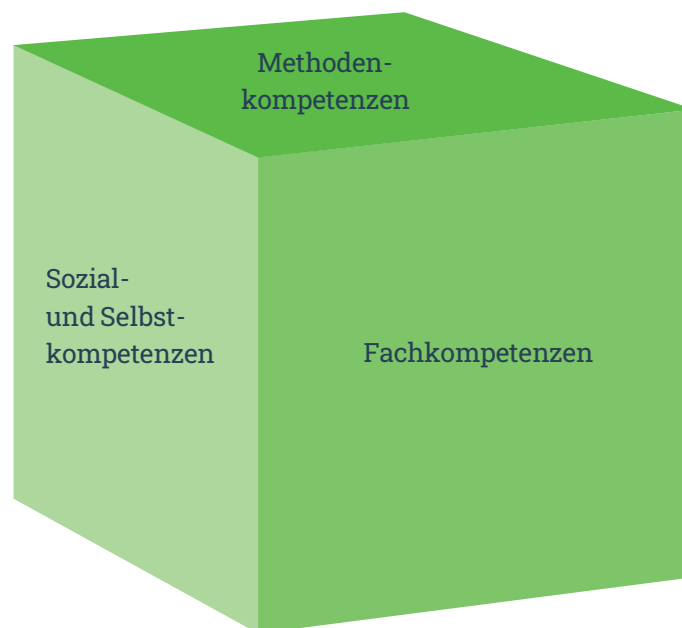 Methoden-
kompetenzen
Sozial-
und Selbst-
kompetenzen
Fachkompetenzen